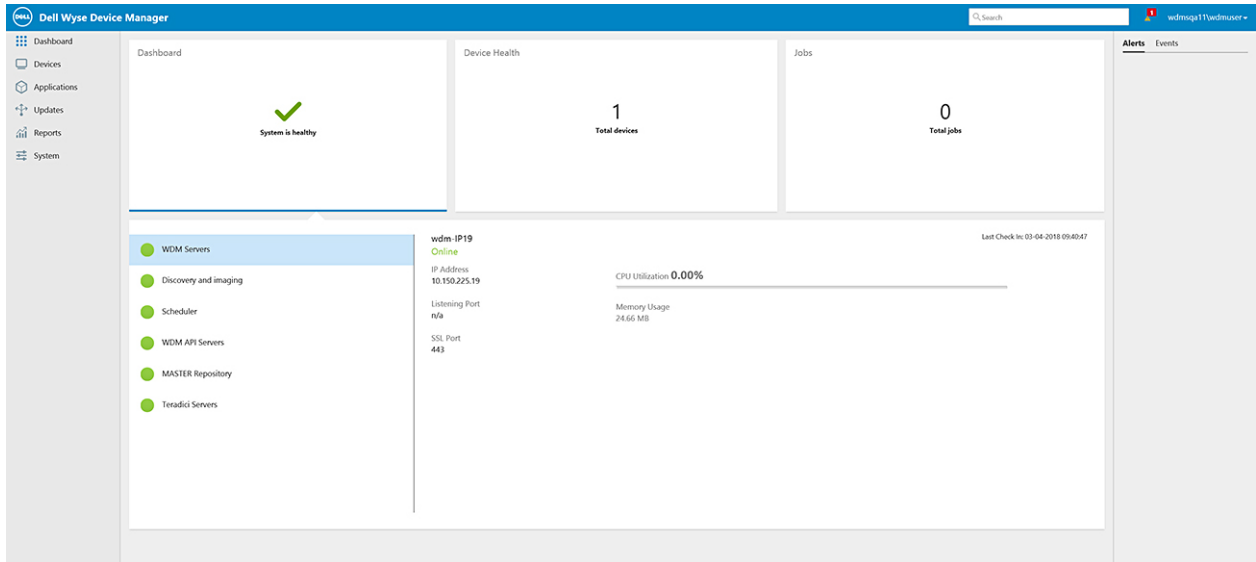 DELL Dell Wyse Device Manager
Search
1
wdmsqa11\wdmuser
Dashboard
Devices
Applications
Updates
Reports
System
Dashboard
System is healthy
Device Health
1
Total devices
Jobs
0
Total jobs
Alerts Events
WDM Servers
Discovery and imaging
Scheduler
WDM API Servers
MASTER Repository
Teradici Servers
wdm-IP19
Online
IP Address
10.150.225.19
Listening Port
n/a
SSL Port
443
CPU Utilization 0.00%
Memory Usage
24.66 MB
Last Check In: 03-04-2018 09:40:47